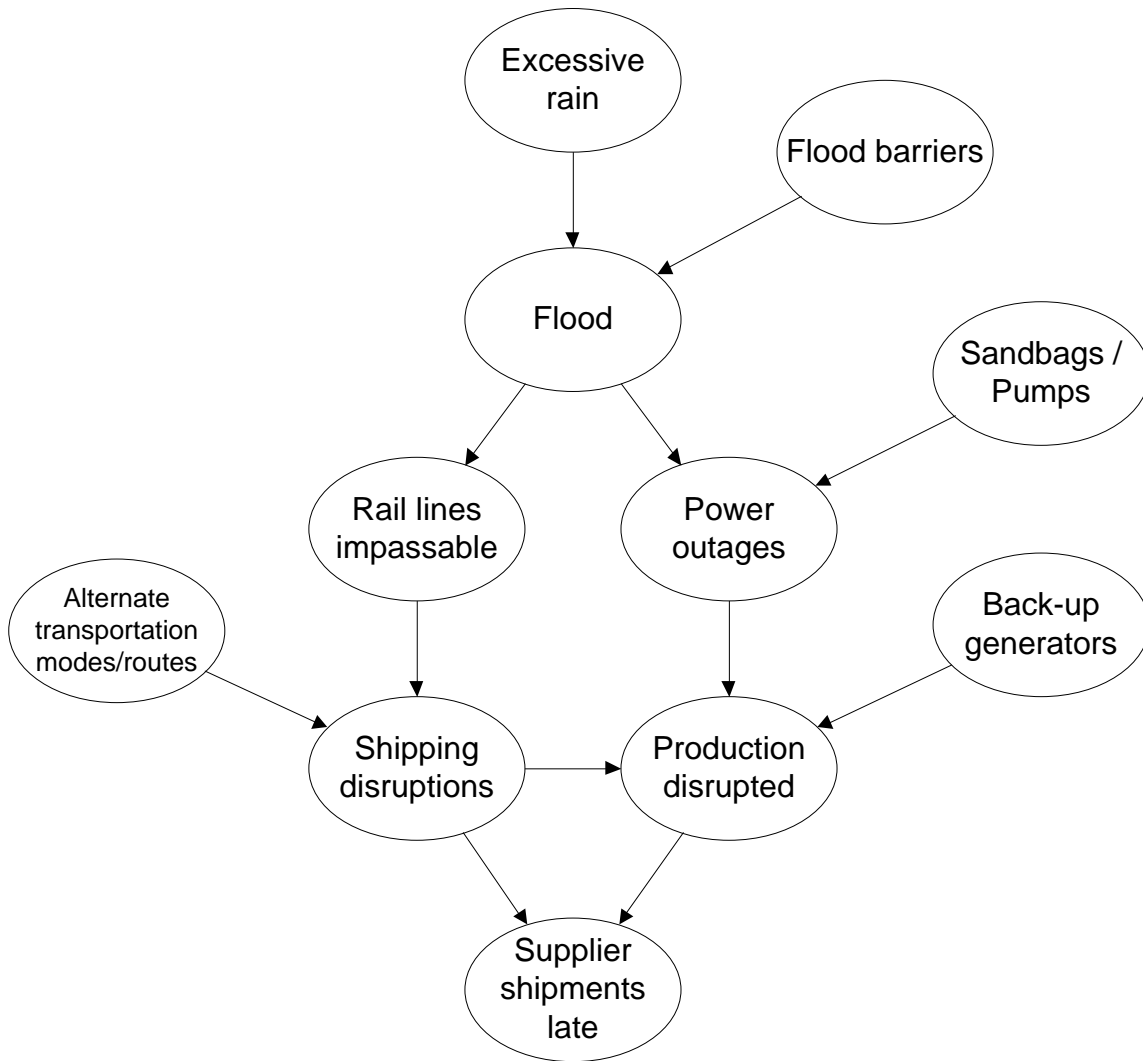 Excessive
rain
Flood barriers
Flood
Sandbags /
Pumps
Rail lines
impassable
Power
outages
Alternate
transportation
modes/routes
Back-up
generators
Shipping
disruptions
Production
disrupted
Supplier
shipments
late